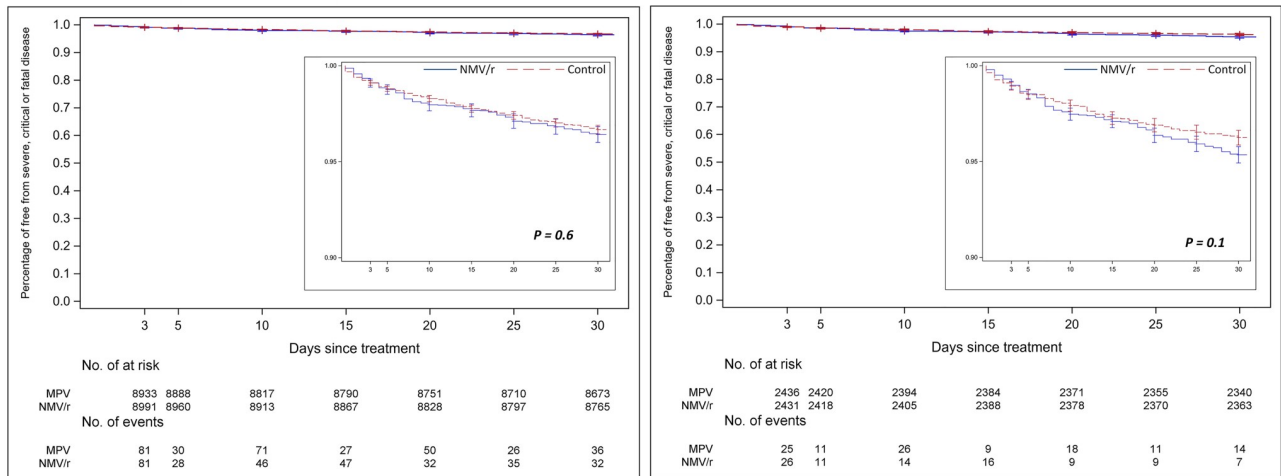 Percentage of free from severe, critical or fatal disease
1.0
0.9
0.8
0.7
0.6
0.5
0.4
0.3
0.2
0.1
0.0
1.00
0.95
0.90
NMV/r Control
P = 0.6
3 5 10 15 20 25 30
3 5 10 15 20 25 30
Days since treatment
No. of at risk
MPV 8933 8888 8817 8790 8751 8710 8673
NMV/r 8991 8960 8913 8867 8828 8797 8765
No. of events
MPV 81 30 71 27 50 26 36
NMV/r 81 28 46 47 32 35 32
Percentage of free from severe, critical or fatal disease
1.0
0.9
0.8
0.7
0.6
0.5
0.4
0.3
0.2
0.1
0.0
1.00
0.95
0.90
NMV/r Control
P = 0.1
3 5 10 15 20 25 30
3 5 10 15 20 25 30
Days since treatment
No. of at risk
MPV 2436 2420 2394 2384 2371 2355 2340
NMV/r 2431 2418 2405 2388 2378 2370 2363
No. of events
MPV 25 11 26 9 18 11 14
NMV/r 26 11 14 16 9 9 7